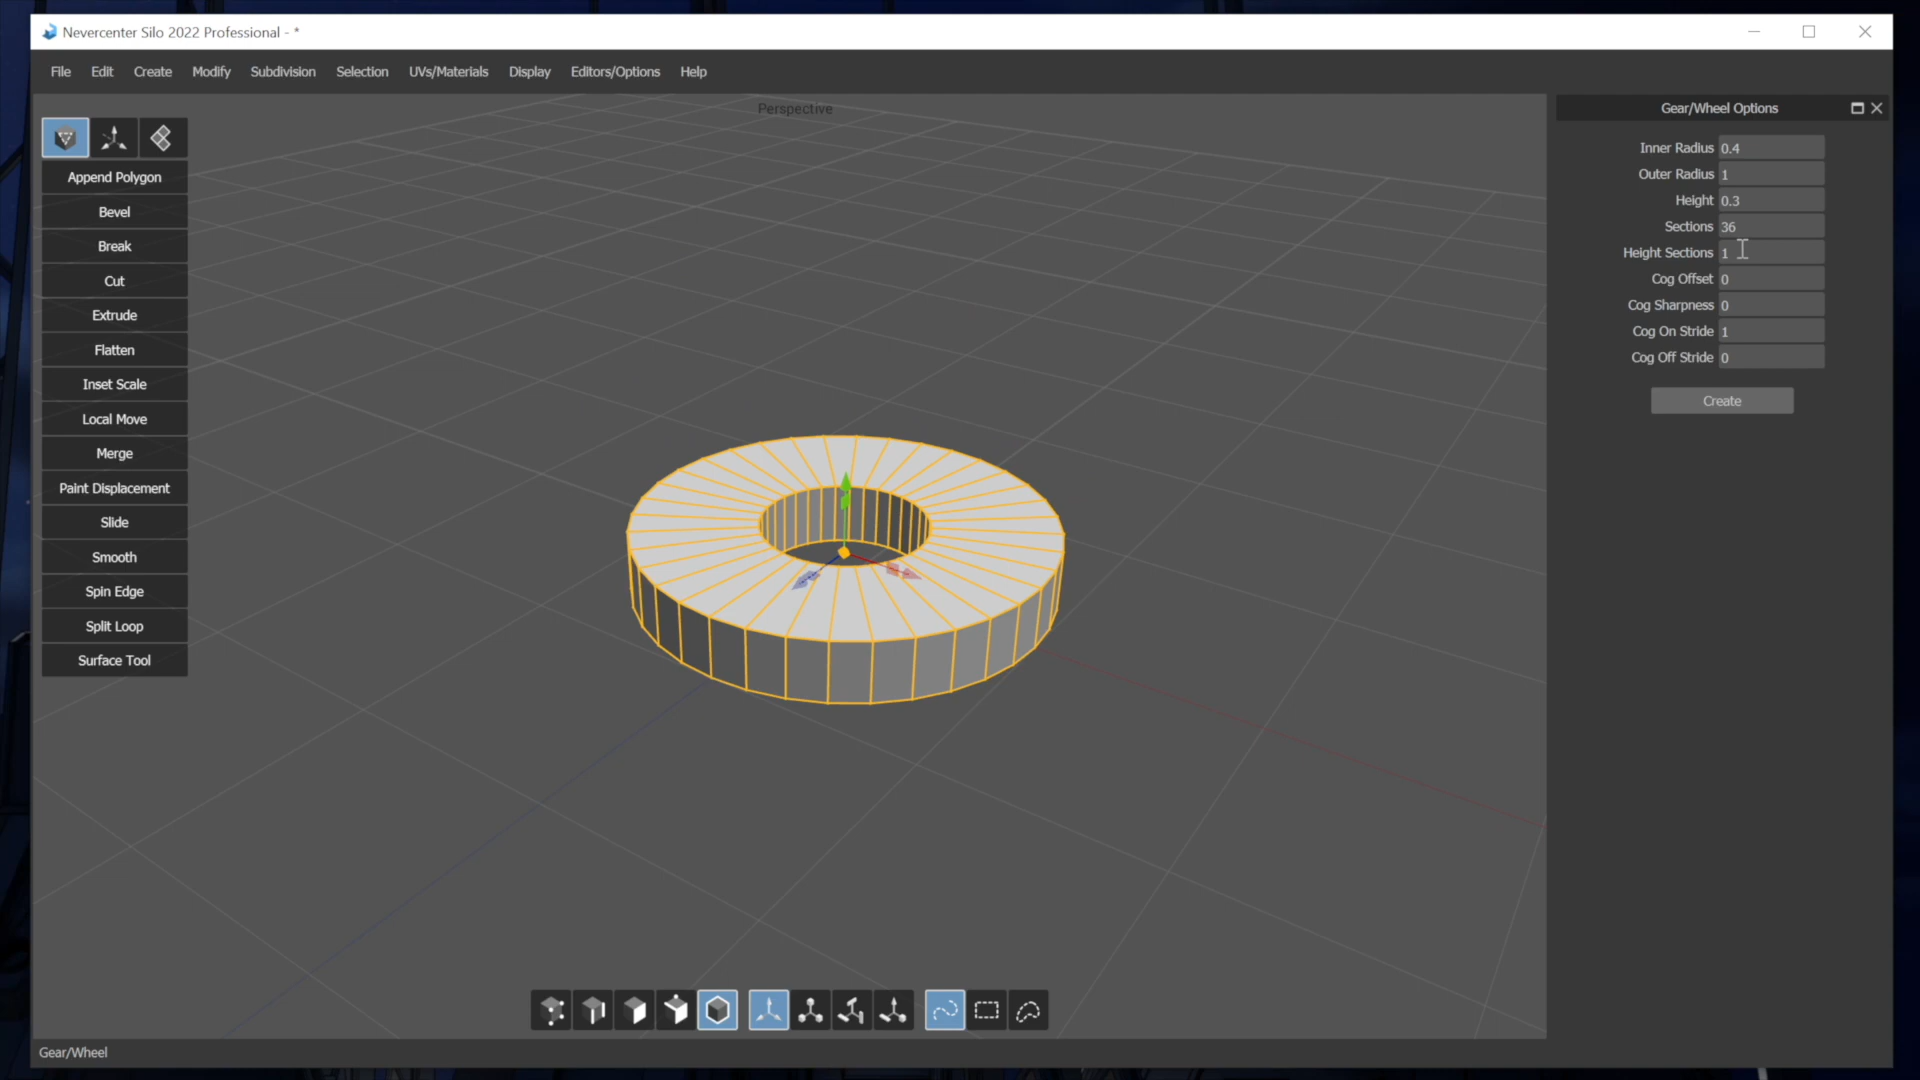 Nevercenter Silo 2022 Professional - *
File Edit Create Modify Subdivision Selection UVs/Materials Display Editors/Options Help
Perspective
Append Polygon
Bevel
Break
Cut
Extrude
Flatten
Inset Scale
Local Move
Merge
Paint Displacement
Slide
Smooth
Spin Edge
Split Loop
Surface Tool
Gear/Wheel Options
Inner Radius 0.4
Outer Radius 1
Height 0.3
Sections 36
Height Sections 1
Cog Offset 0
Cog Sharpness 0
Cog On Stride 1
Cog Off Stride 0
Create
Gear/Wheel